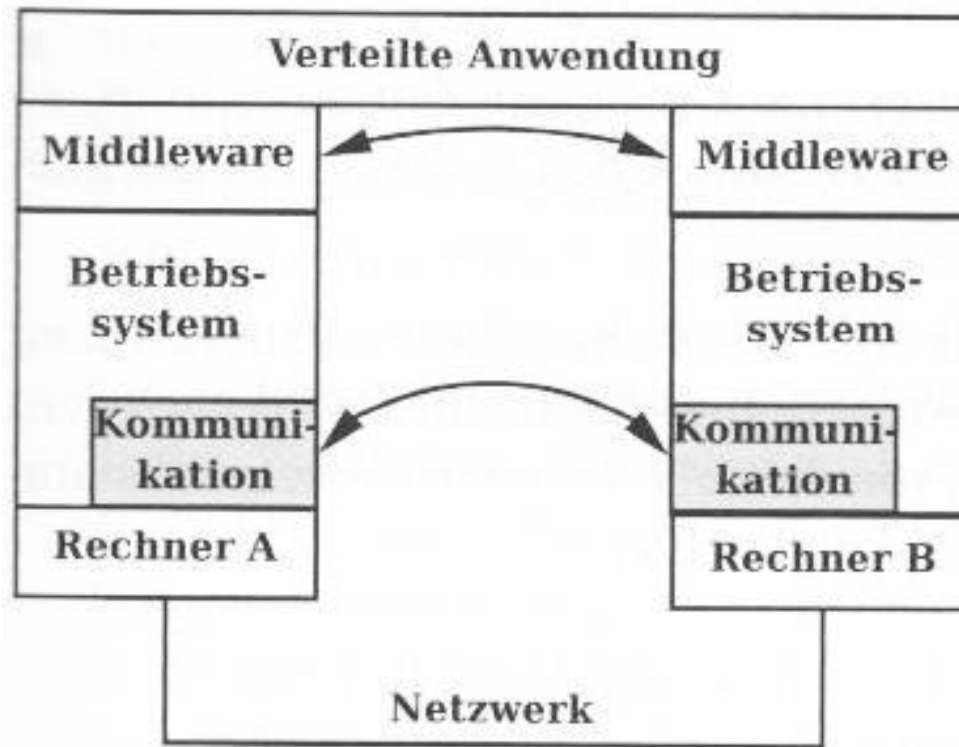 Verteilte Anwendung
Middleware
Middleware
Betriebs-
system
Betriebs-
system
Kommuni-
kation
Kommuni-
kation
Rechner A
Rechner B
Netzwerk